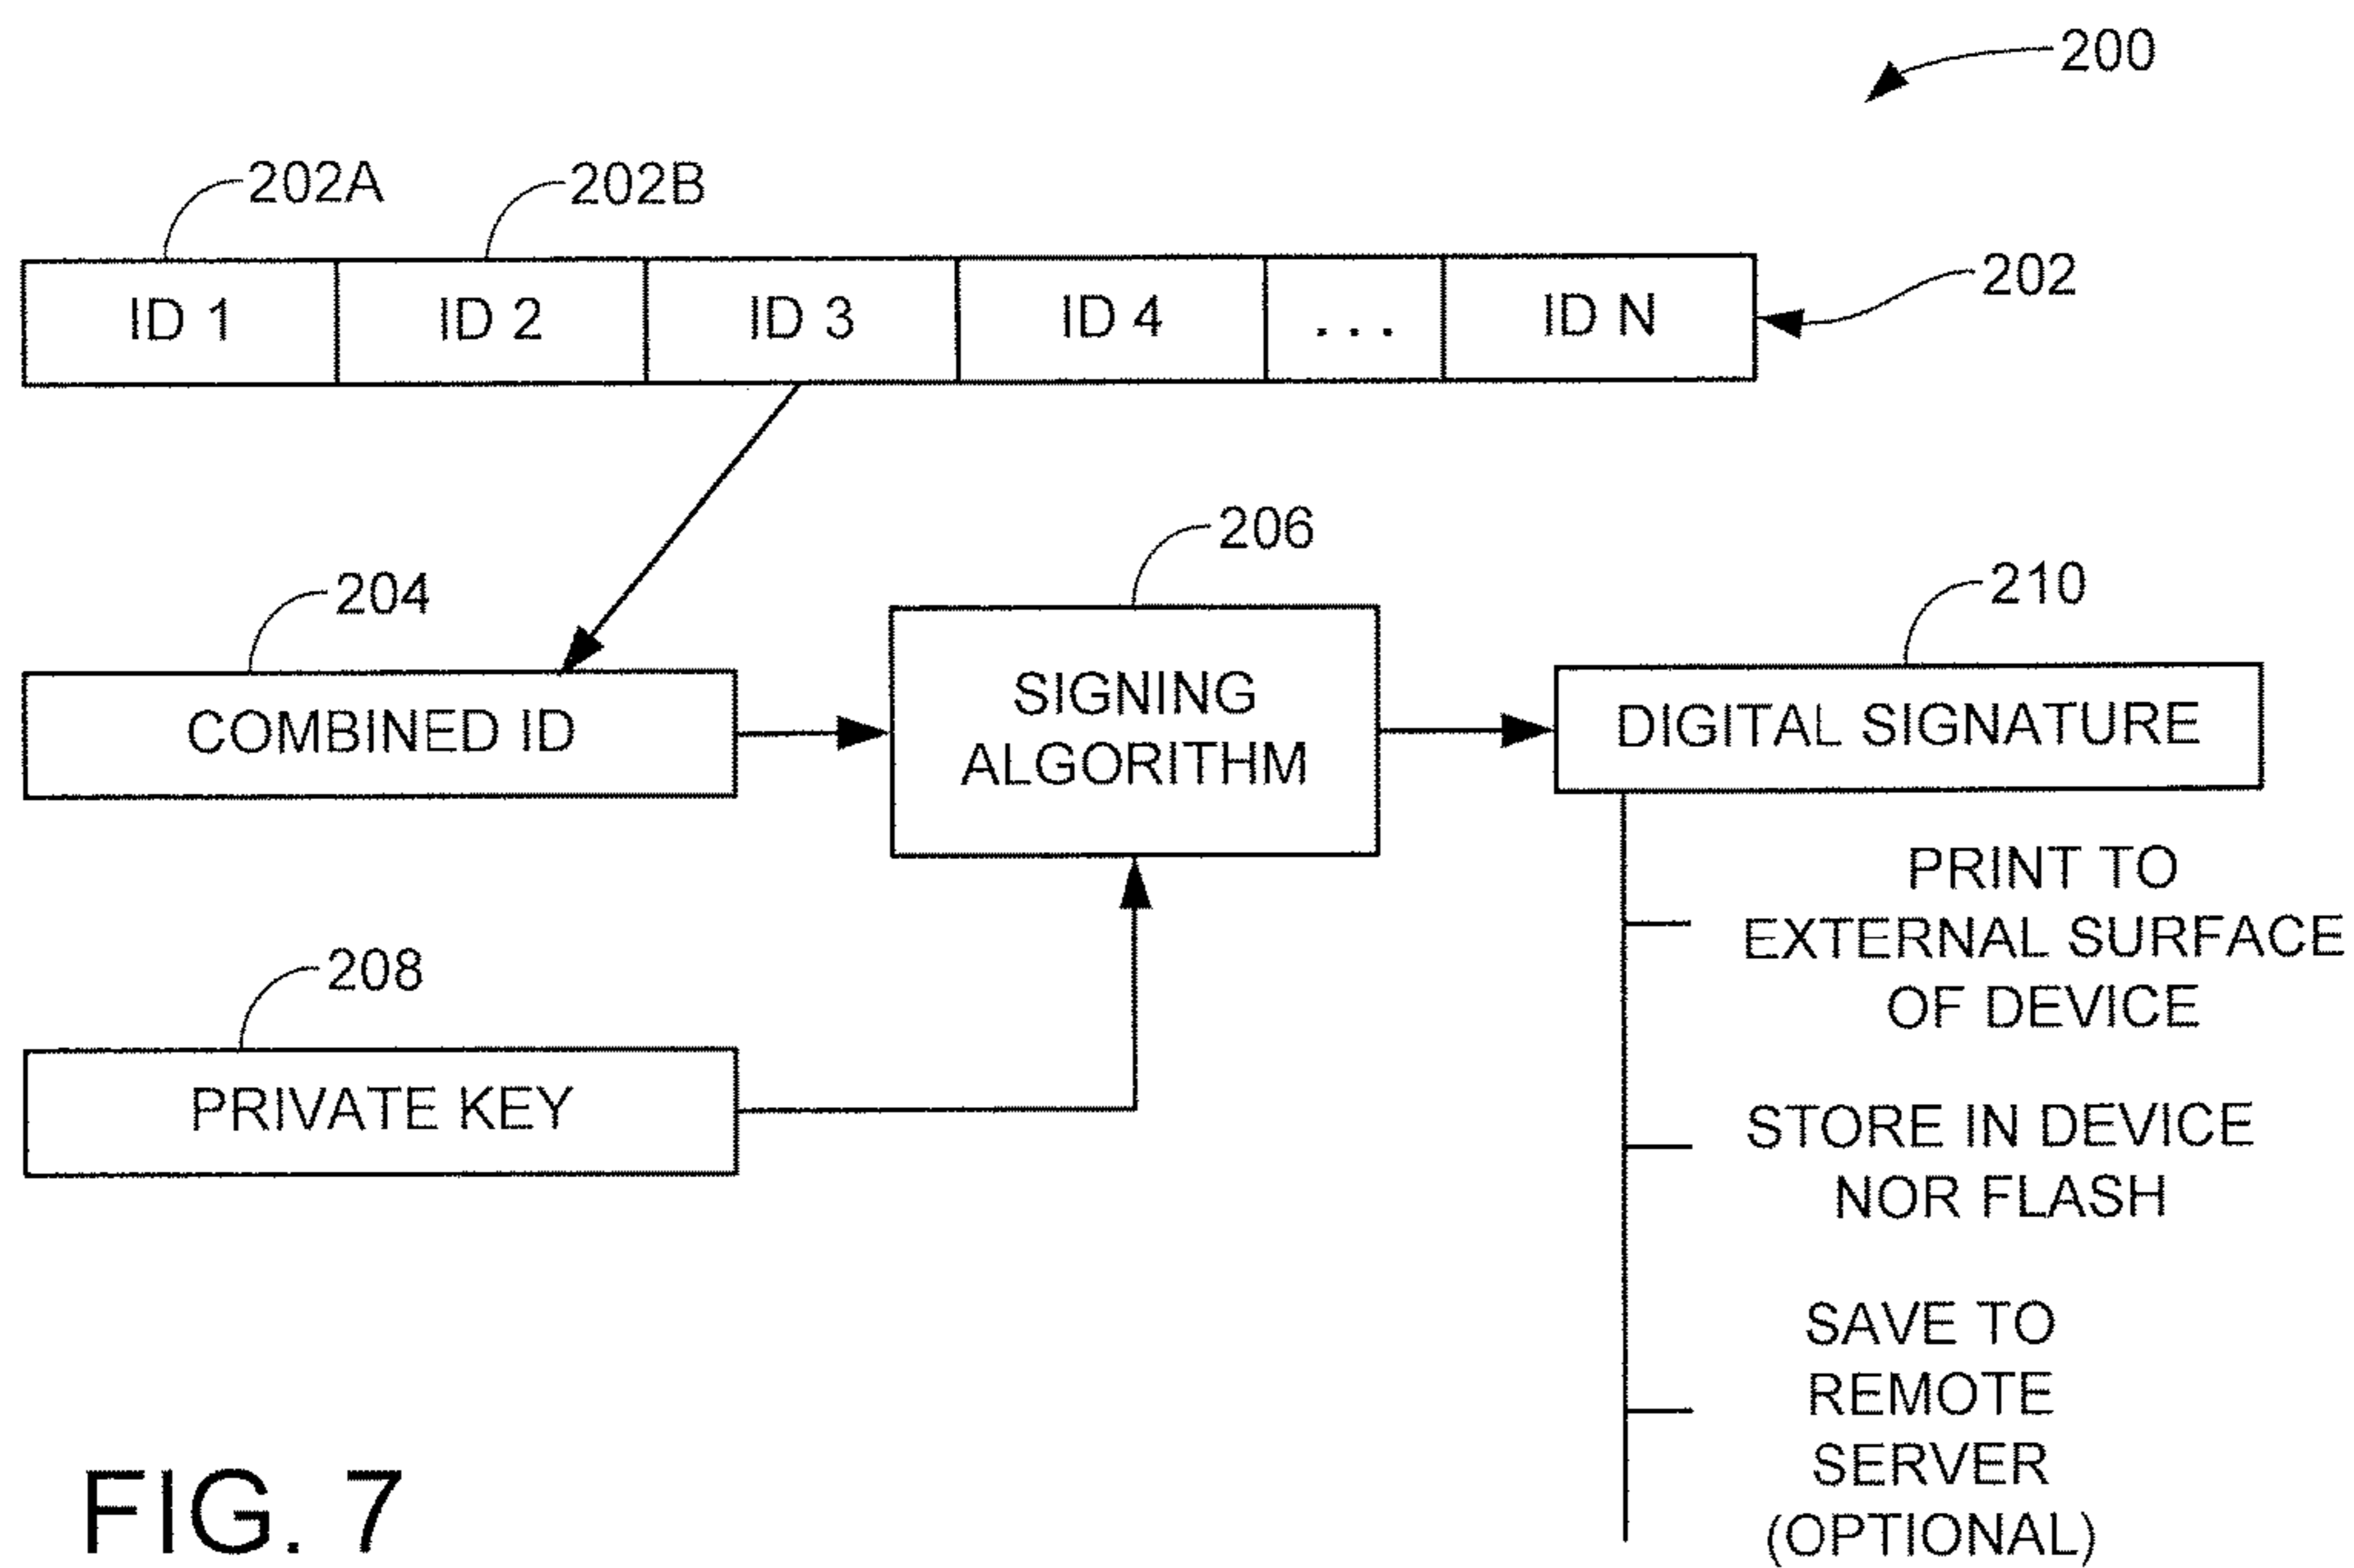 200
202A
202B
ID 1
ID 2
ID 3
ID 4
...
ID N
202
204
206
210
COMBINED ID
SIGNING
ALGORITHM
DIGITAL SIGNATURE
208
PRIVATE KEY
PRINT TO
EXTERNAL SURFACE
OF DEVICE
STORE IN DEVICE
NOR FLASH
SAVE TO
REMOTE
SERVER
(OPTIONAL)
FIG. 7